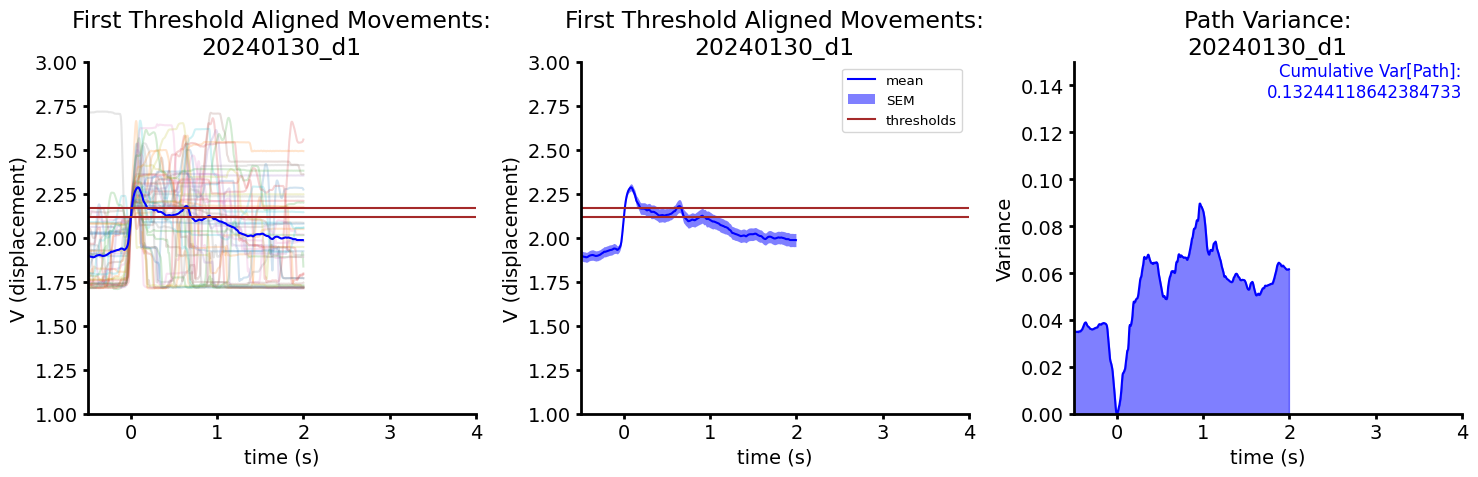 First Threshold Aligned Movements:
20240130_d1
3.00
2.75
2.50
2.25
2.00
1.75
1.50
1.25
1.00
V (displacement)
0
1
2
3
4
time (s)
First Threshold Aligned Movements:
20240130_d1
mean
SEM
thresholds
3.00
2.75
2.50
2.25
2.00
1.75
1.50
1.25
1.00
V (displacement)
0
1
2
3
4
time (s)
Path Variance:
20240130_d1
Cumulative Var[Path]:
0.13244118642384733
0.14
0.12
0.10
0.08
0.06
0.04
0.02
0.00
Variance
0
1
2
3
4
time (s)